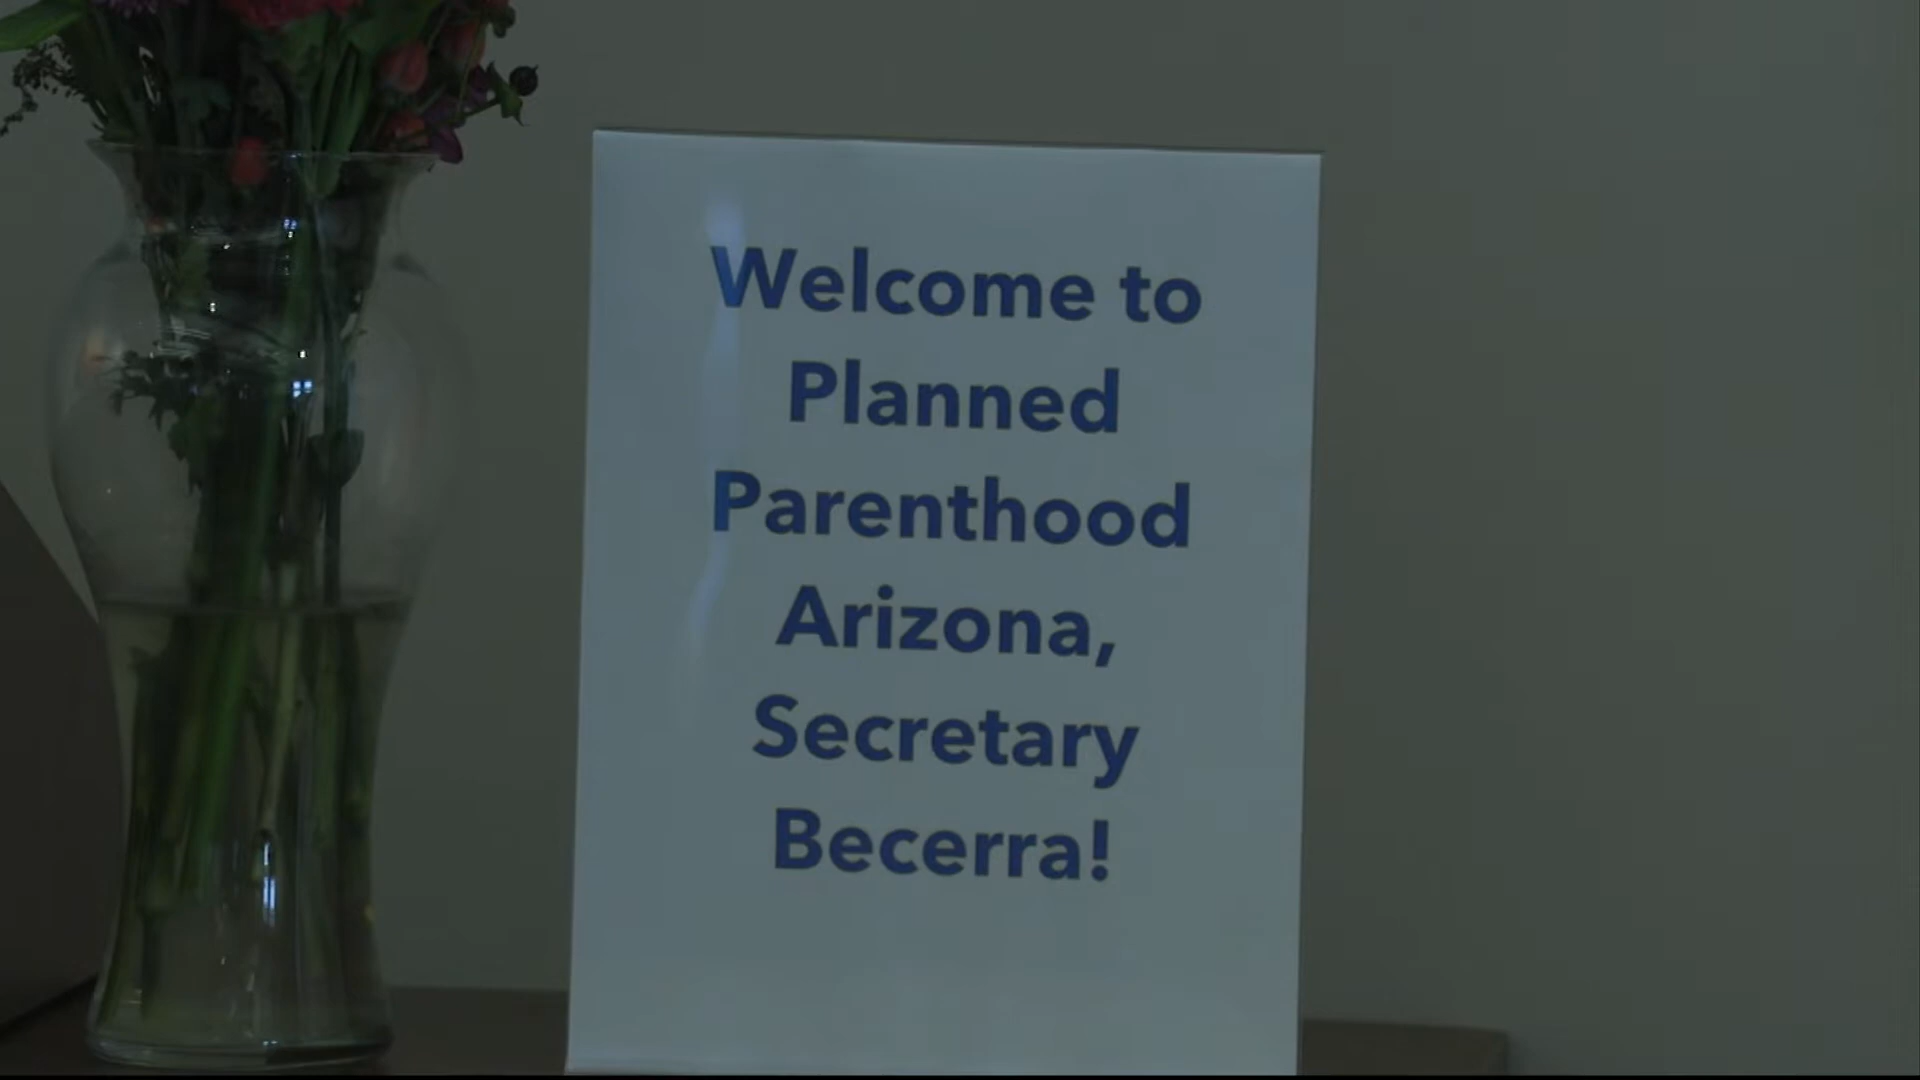 Welcome to
Planned
Parenthood
Arizona,
Secretary
Becerra!